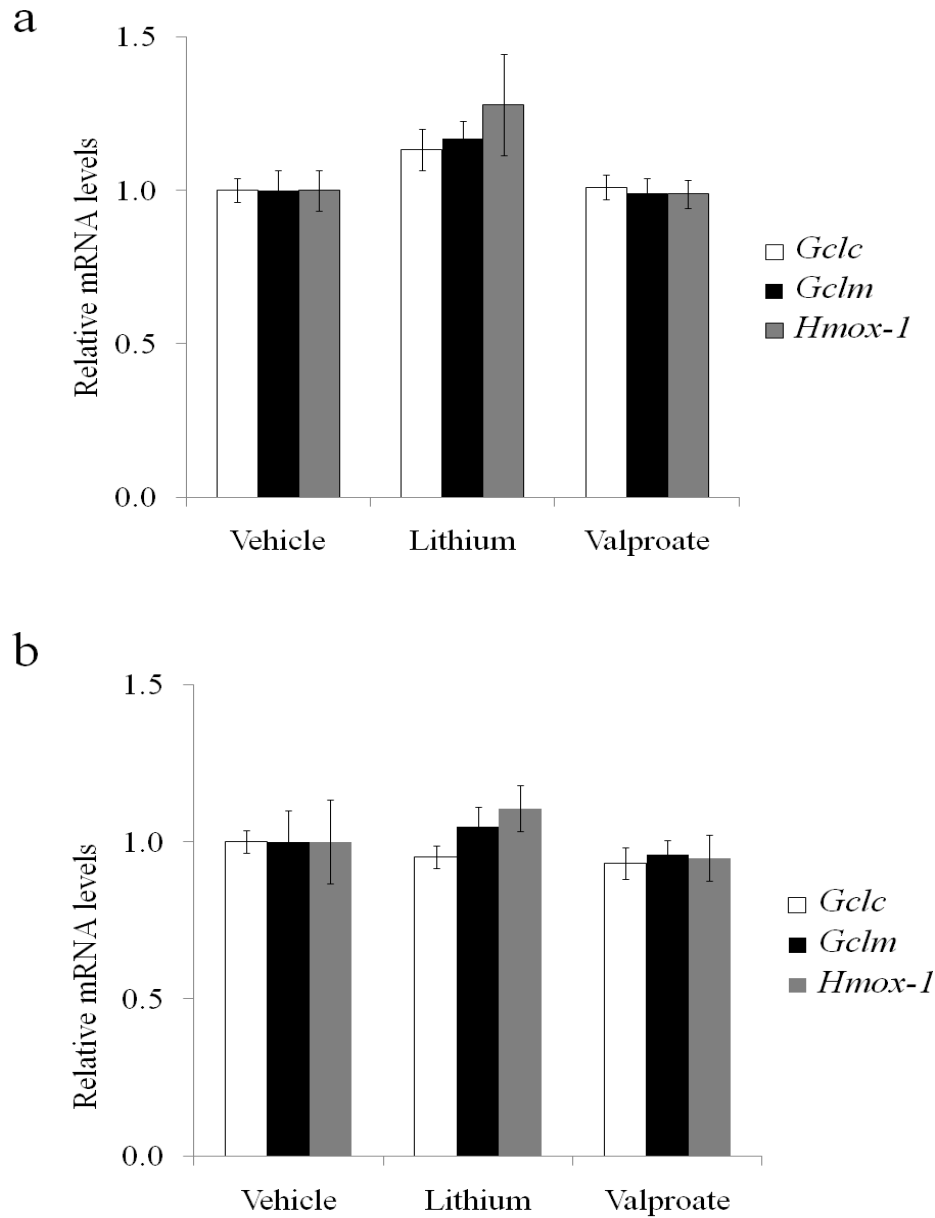 a
1.5
1.0
0.5
0.0
Relative mRNA levels
Vehicle Lithium Valproate
Gclc
Gclm
Hmox-1
b
1.5
1.0
0.5
0.0
Relative mRNA levels
Vehicle Lithium Valproate
Gclc
Gclm
Hmox-1